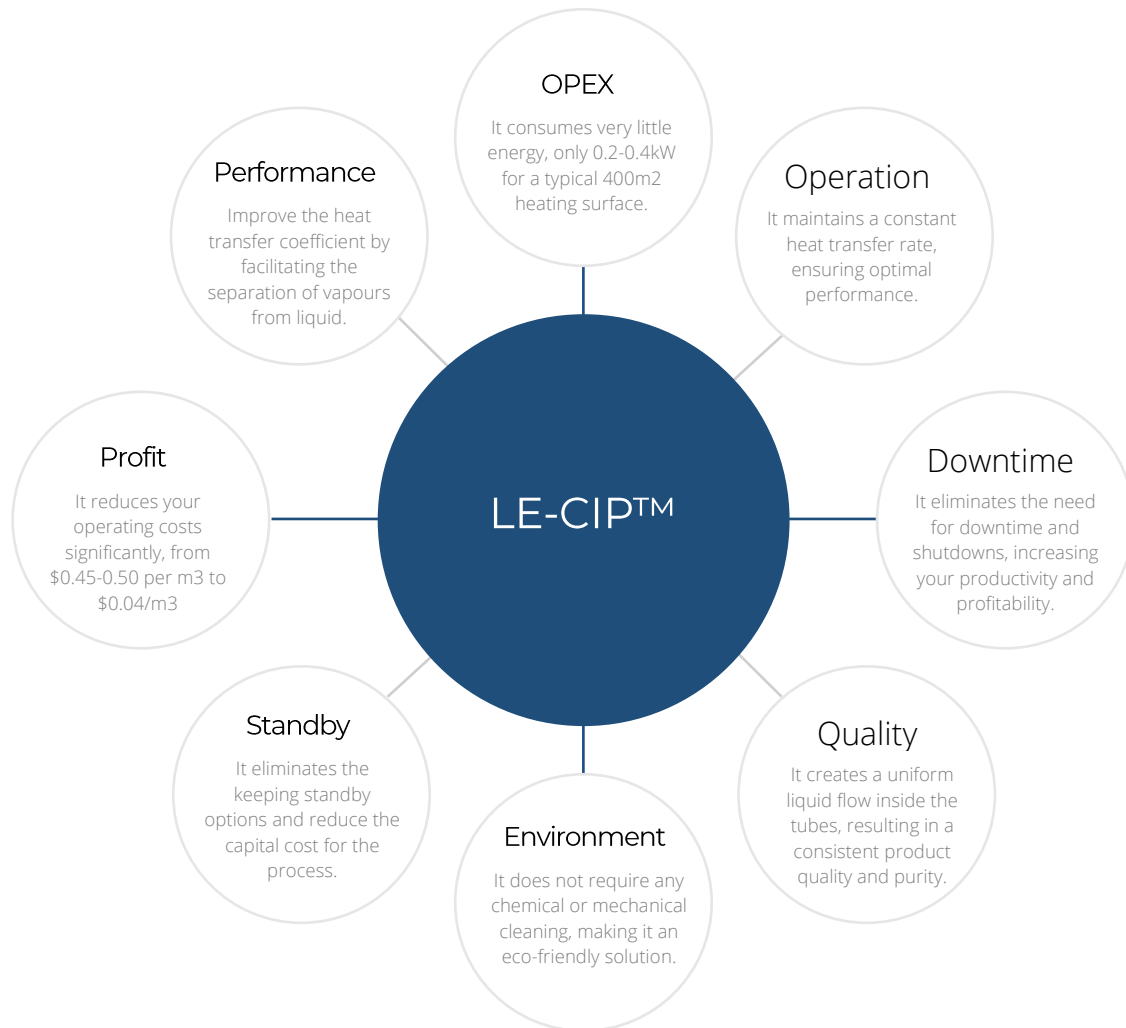 OPEX
It consumes very little
energy, only 0.2-0.4kW
for a typical 400m2
heating surface.
Performance
Improve the heat
transfer coefficient by
facilitating the
separation of vapours
from liquid.
Operation
It maintains a constant
heat transfer rate,
ensuring optimal
performance.
Profit
It reduces your
operating costs
significantly, from
$0.45-0.50 per m3 to
$0.04/m3
LE-CIP™
Downtime
It eliminates the need
for downtime and
shutdowns, increasing
your productivity and
profitability.
Standby
It eliminates the
keeping standby
options and reduce the
capital cost for the
process.
Quality
It creates a uniform
liquid flow inside the
tubes, resulting in a
consistent product
quality and purity.
Environment
It does not require any
chemical or mechanical
cleaning, making it an
eco-friendly solution.